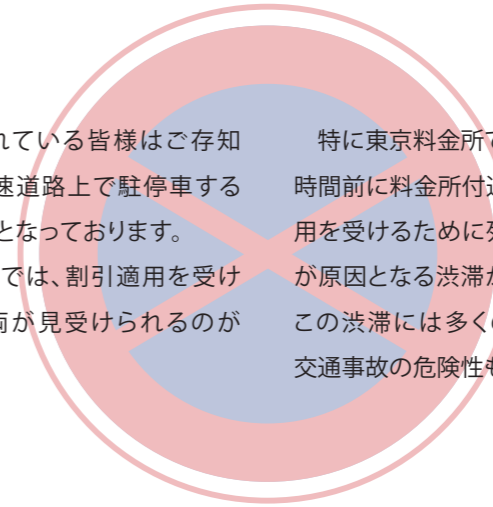 れている皆様はご存知
速道路上で駐停車する
となっております。
では、割引適用を受け
両が見受けられるのが
特に東京料金所で
時間前に料金所付近
用を受けるために
が原因となる渋滞が
この渋滞には多く
交通事故の危険性も